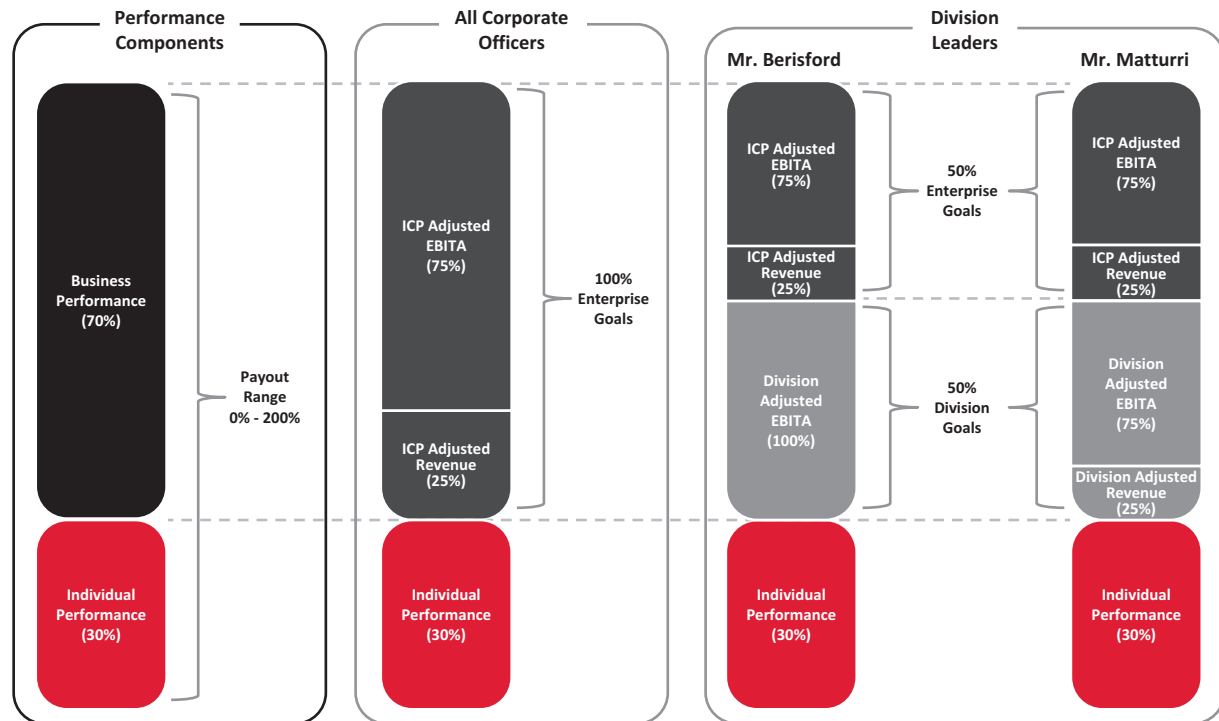 Performance
Components
All Corporate
Officers
Division
Leaders
Mr. Berisford
Mr. Matturri
Business
Performance
(70%)
Individual
Performance
(30%)
Payout
Range
0% - 200%
ICP Adjusted
EBITA
(75%)
ICP Adjusted
Revenue
(25%)
Individual
Performance
(30%)
100%
Enterprise
Goals
ICP Adjusted
EBITA
(75%)
ICP Adjusted
Revenue
(25%)
Division
Adjusted
EBITA
(100%)
Individual
Performance
(30%)
50%
Enterprise
Goals
50%
Division
Goals
ICP Adjusted
EBITA
(75%)
ICP Adjusted
Revenue
(25%)
Division
Adjusted
EBITA
(75%)
Division Adjusted
Revenue
(25%)
Individual
Performance
(30%)